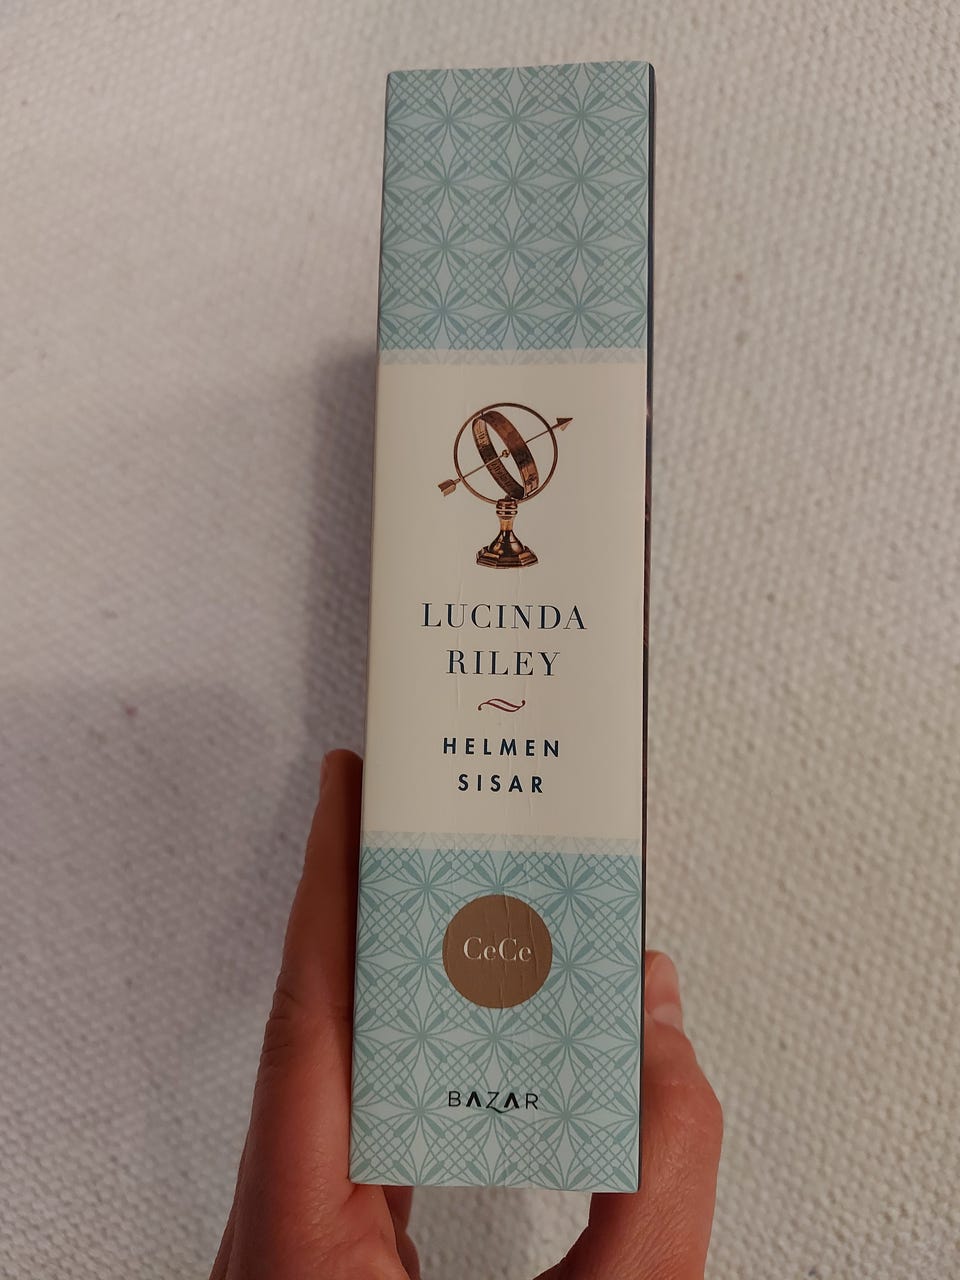 LUCINDA
RILEY
HELMEN
SISAR
CeCe
BAZAR